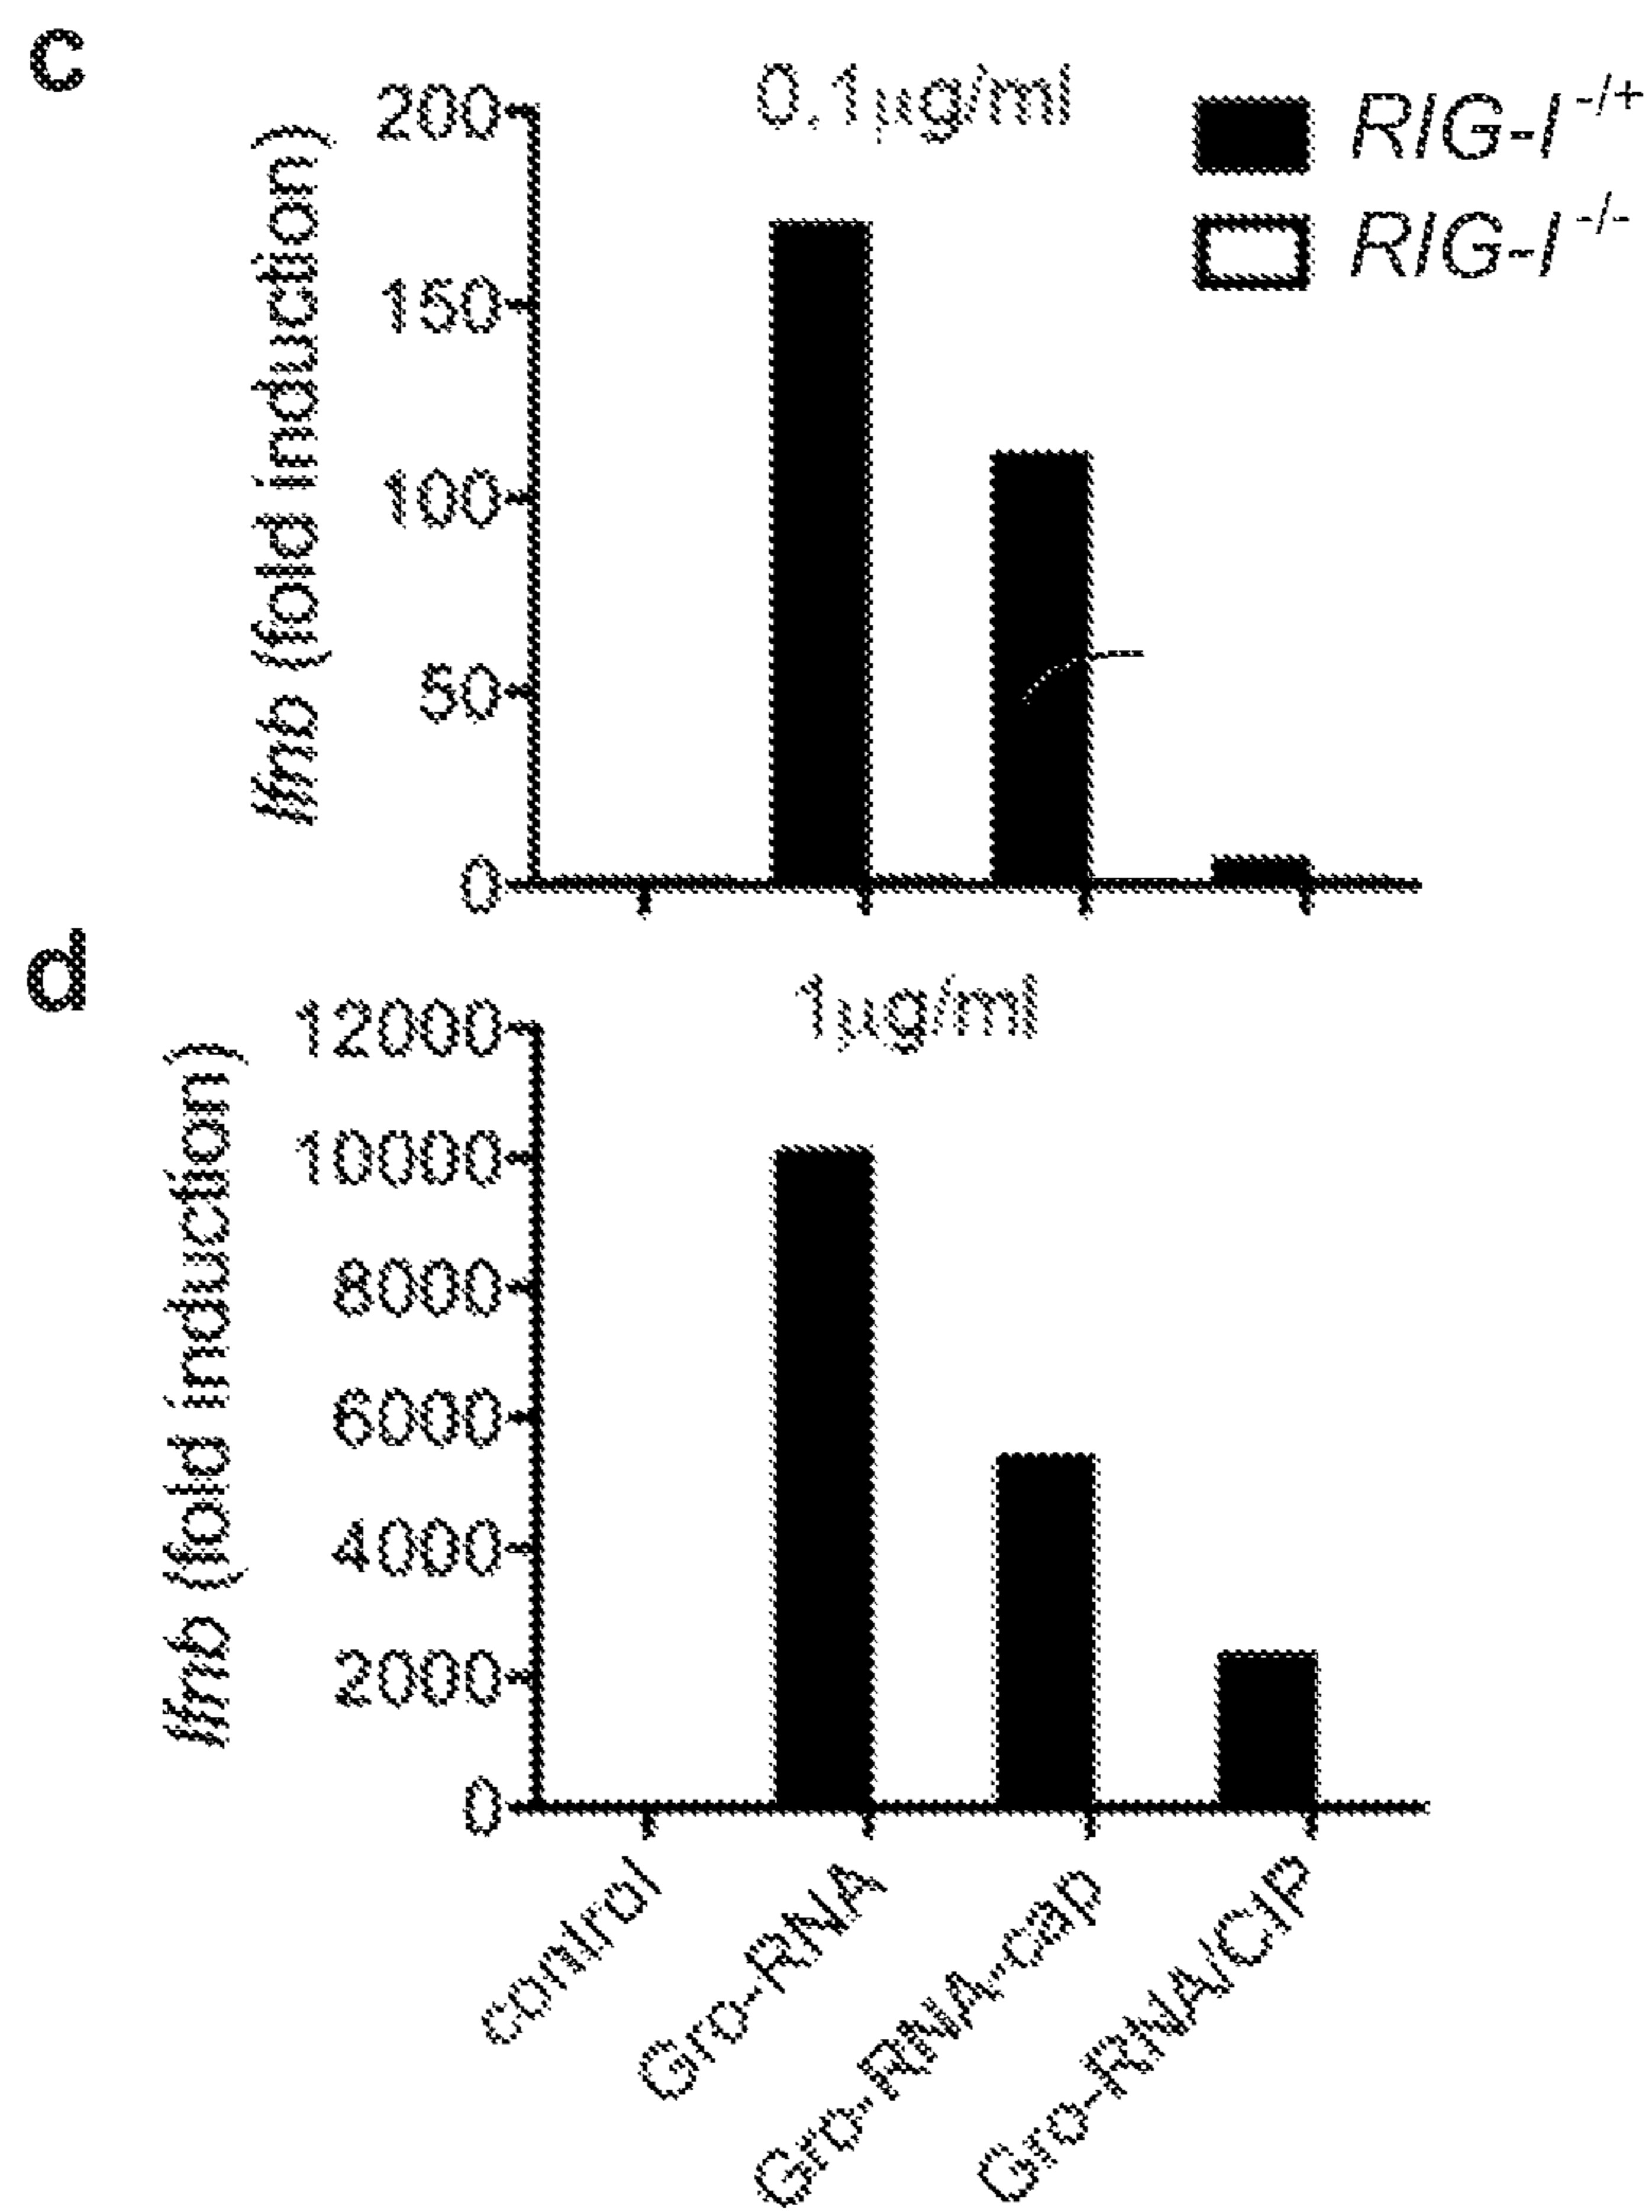 c
0.1µg/ml
RIG-I -/+
RIG-I -/-
Ifnb (fold induction)
200
150
100
50
0
d
1µg/ml
Ifnb (fold induction)
12000
10000
8000
6000
4000
2000
0
control
Gro-RNA
Gro-RNA-cap
Gro-RNA/CIP